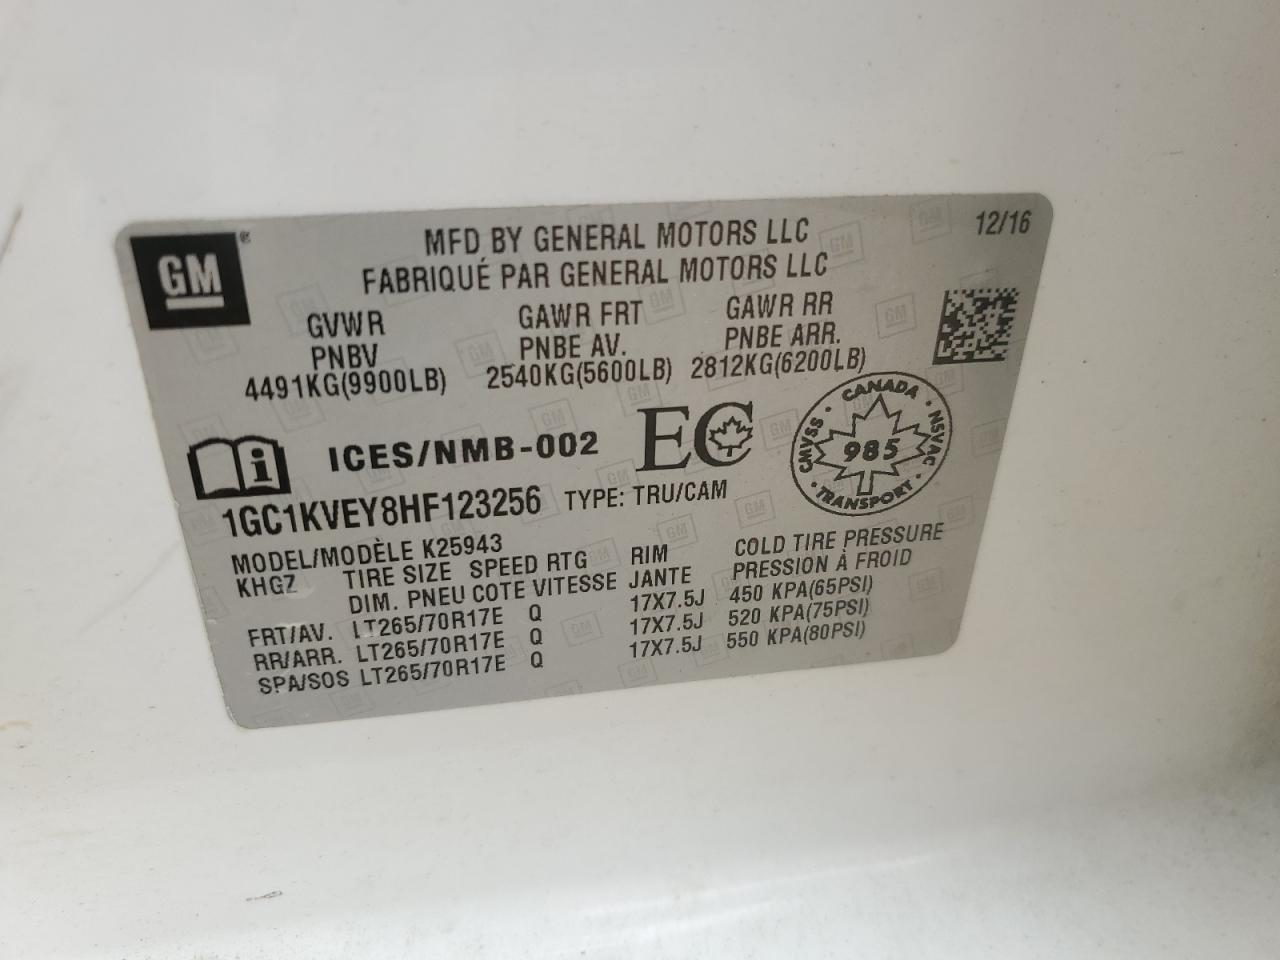 GM
®
MFD BY GENERAL MOTORS LLC
12/16
FABRIQUÉ PAR GENERAL MOTORS LLC
GVWR GAWR FRT GAWR RR
PNBV PNBE AV. PNBE ARR.
4491KG(9900LB) 2540KG(5600LB) 2812KG(6200LB)
i ICES/NMB-002 EC
CANADA
CMVSS 985 NSVAC
TRANSPORT
1GC1KVEY8HF123256 TYPE: TRU/CAM
MODEL/MODÈLE K25943
KHGZ TIRE SIZE SPEED RTG RIM COLD TIRE PRESSURE
DIM. PNEU COTE VITESSE JANTE PRESSION À FROID
FRT/AV. LT265/70R17E Q 17X7.5J 450 KPA(65PSI)
RR/ARR. LT265/70R17E Q 17X7.5J 520 KPA(75PSI)
SPA/SOS LT265/70R17E Q 17X7.5J 550 KPA(80PSI)